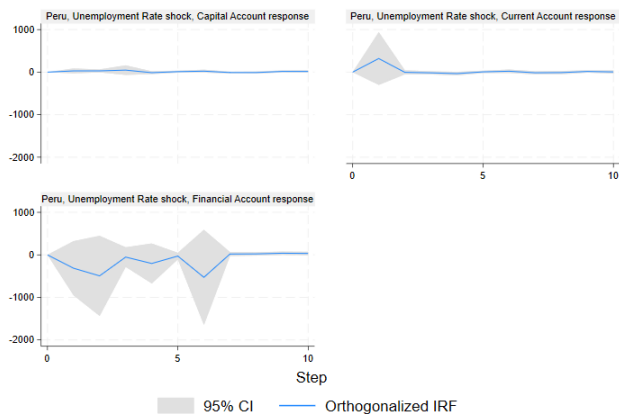 Peru, Unemployment Rate shock, Capital Account response
Peru, Unemployment Rate shock, Current Account response
1000
0
-1000
-2000
0 5 10
Peru, Unemployment Rate shock, Financial Account response
1000
0
-1000
-2000
0 5 10
Step
95% CI Orthogonalized IRF